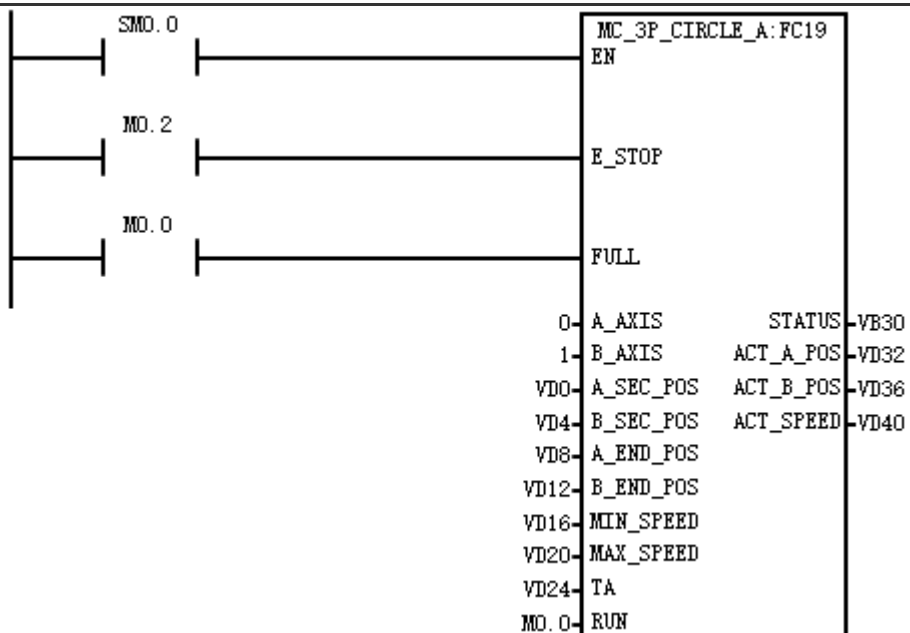 SM0.0
MC_3P_CIRCLE_A:FC19
EN
M0.2
E_STOP
M0.0
FULL
0 A_AXIS STATUS VB30
1 B_AXIS ACT_A_POS VD32
VD0 A_SEC_POS ACT_B_POS VD36
VD4 B_SEC_POS ACT_SPEED VD40
VD8 A_END_POS
VD12 B_END_POS
VD16 MIN_SPEED
VD20 MAX_SPEED
VD24 TA
M0.0 RUN